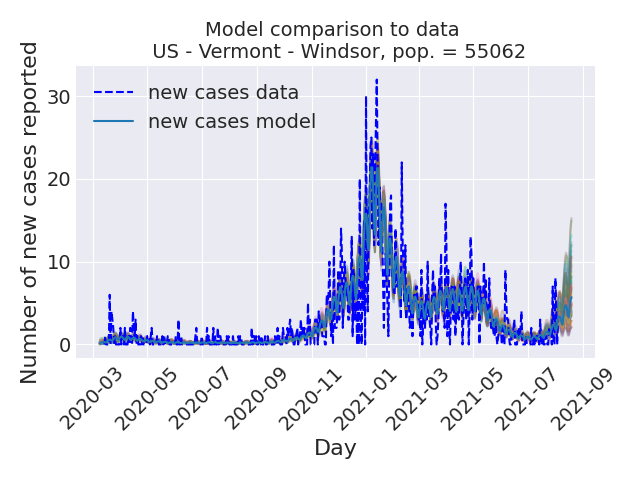 Model comparison to data
US - Vermont - Windsor, pop. = 55062
Number of new cases reported
30
20
10
0
new cases data
new cases model
2020-03
2020-05
2020-07
2020-09
2020-11
2021-01
2021-03
2021-05
2021-07
2021-09
Day